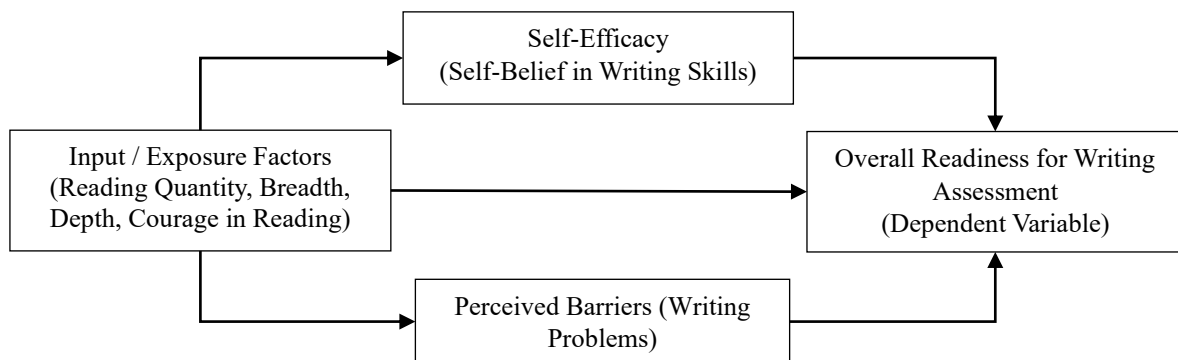 Self-Efficacy
(Self-Belief in Writing Skills)
Input / Exposure Factors
(Reading Quantity, Breadth,
Depth, Courage in Reading)
Overall Readiness for Writing
Assessment
(Dependent Variable)
Perceived Barriers (Writing
Problems)